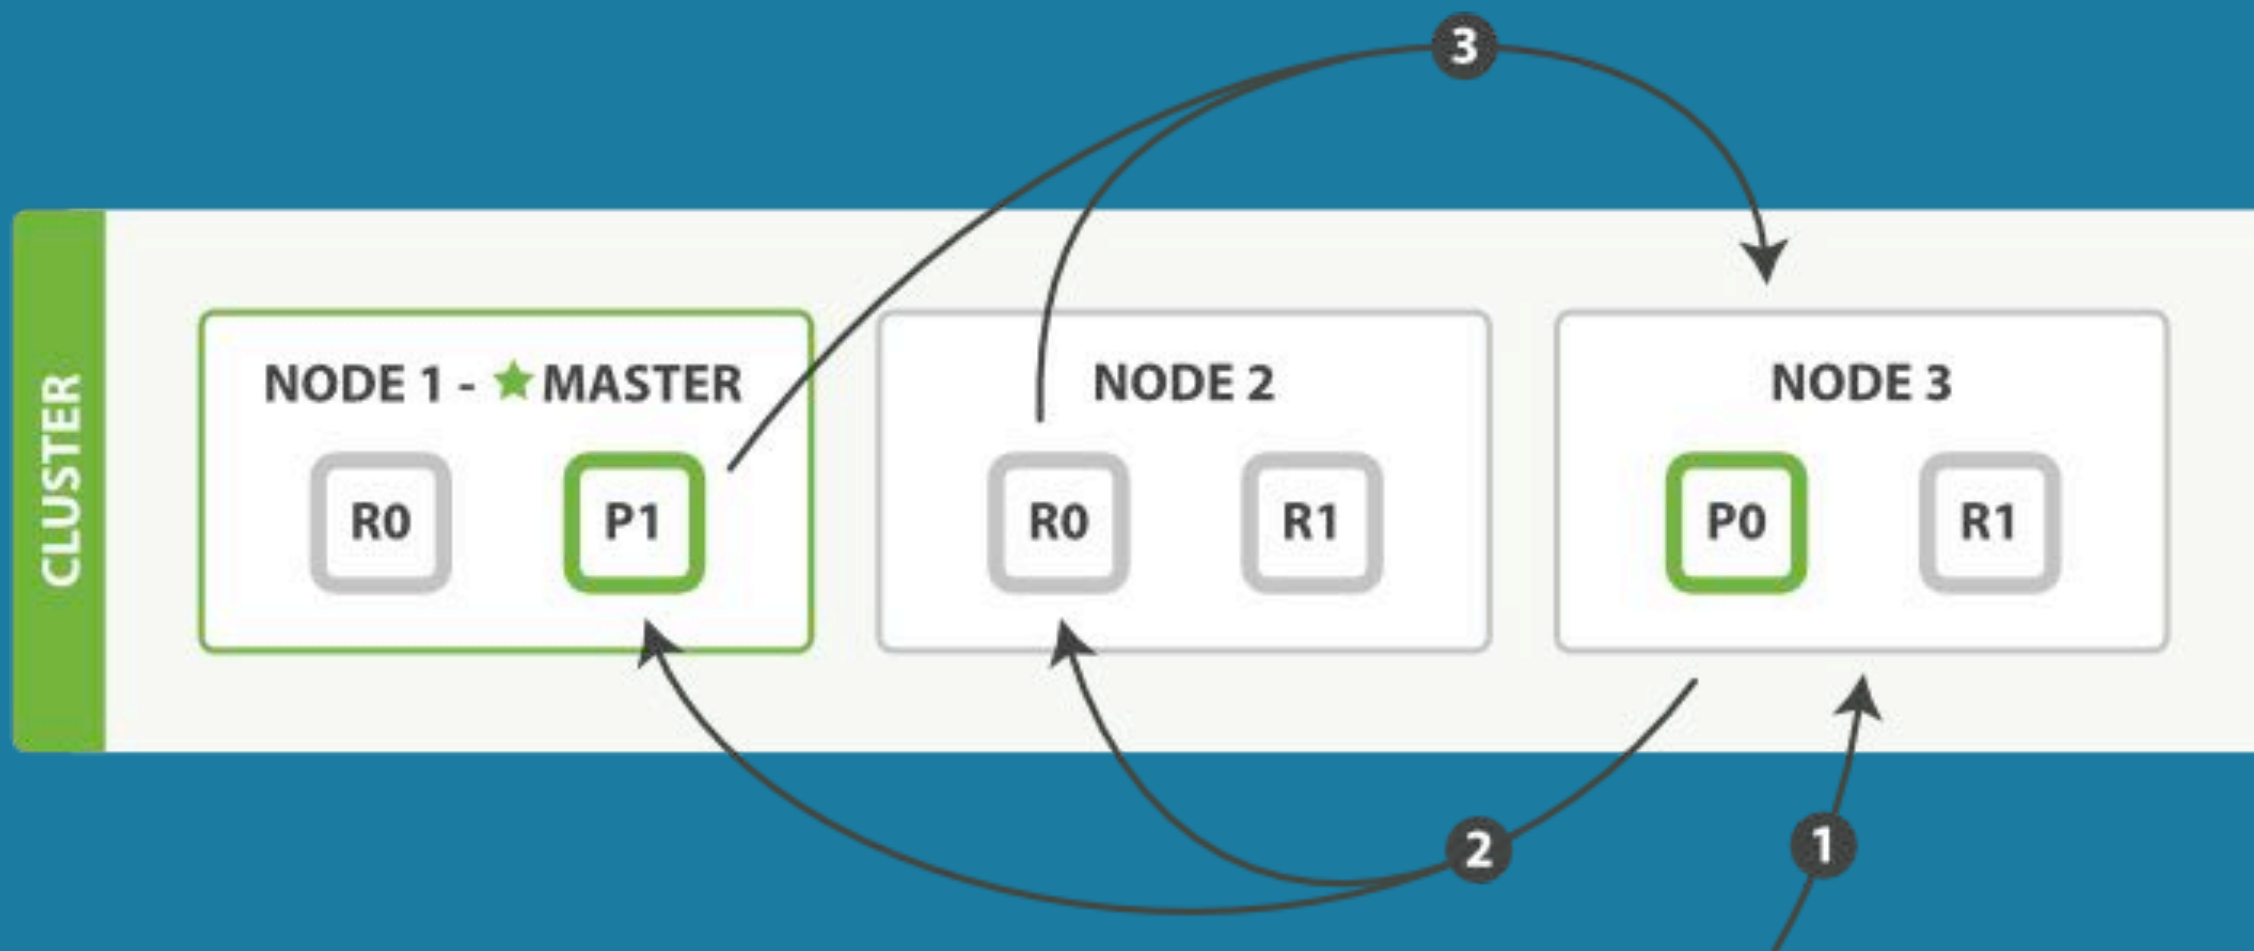 3
CLUSTER
NODE 1 - ★MASTER
R0 P1
NODE 2
R0 R1
NODE 3
P0 R1
2
1